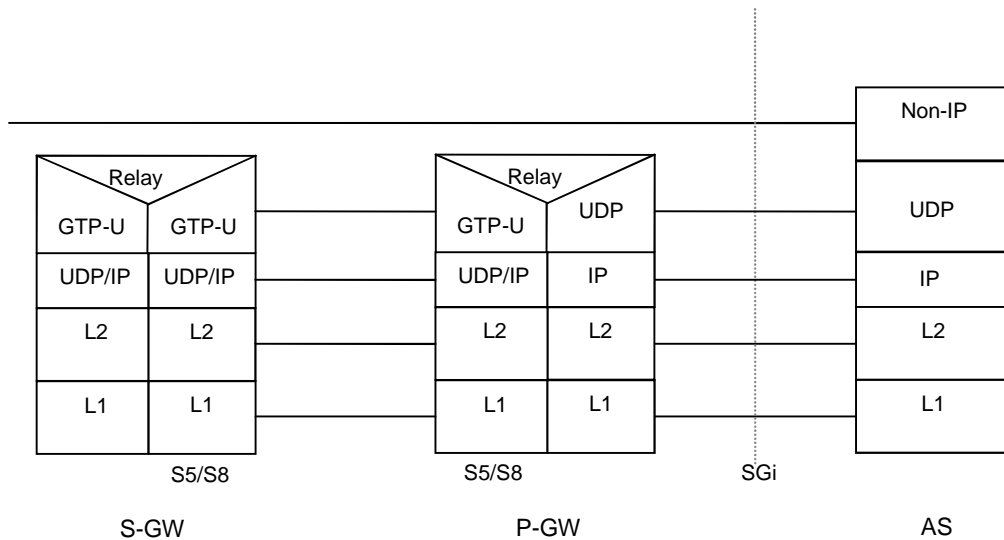 Non-IP
Relay Relay
GTP-U GTP-U GTP-U UDP UDP
UDP/IP UDP/IP UDP/IP IP IP
L2 L2 L2 L2 L2
L1 L1 L1 L1 L1
S5/S8 S5/S8 SGi
S-GW P-GW AS